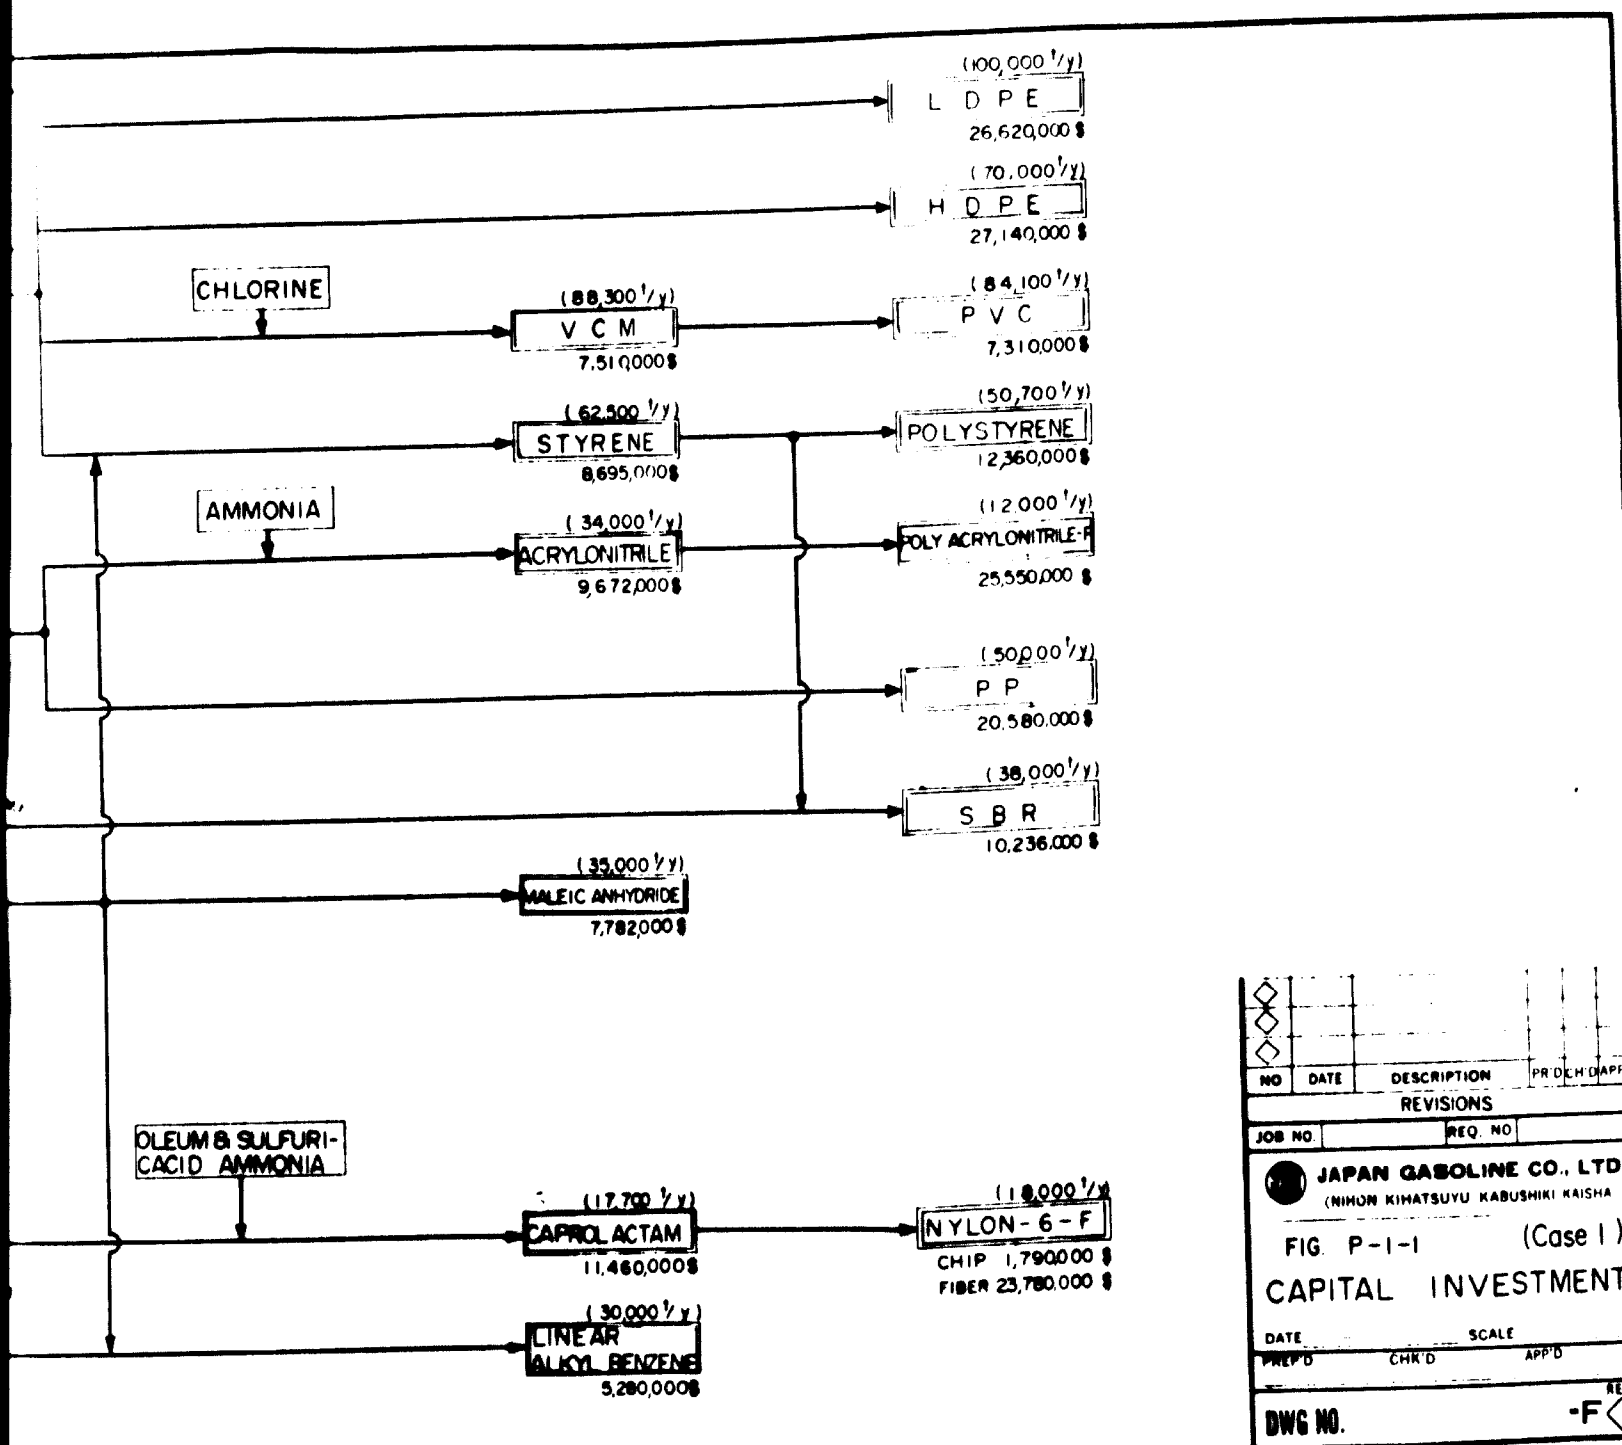 (100,000 t/y)
L D P E
26,620,000 $
(70,000 t/y)
H D P E
27,140,000 $
CHLORINE
(88,300 t/y)
V C M
7,510,000$
(84,100 t/y)
P V C
7,310,000$
(62,500 t/y)
STYRENE
8,695,000$
(50,700 t/y)
POLYSTYRENE
12,360,000$
AMMONIA
(34,000 t/y)
ACRYLONITRILE
9,672,000$
(12,000 t/y)
POLY ACRYLONITRILE-F
25,550,000 $
(50,000 t/y)
P P
20,580,000 $
(38,000 t/y)
S B R
10,236,000 $
(35,000 t/y)
MALEIC ANHYDRIDE
7,782,000 $
OLEUM & SULFURI-
CACID AMMONIA
(17,700 t/y)
CAPROLACTAM
11,460,000$
(18,000 t/y)
NYLON-6-F
CHIP 1,790,000 $
FIBER 23,780,000 $
(30,000 t/y)
LINEAR
ALKYL BENZENE
5,280,000$
NO DATE DESCRIPTION PR'D CH'D APP
REVISIONS
JOB NO. REQ. NO
JAPAN GASOLINE CO., LTD
(NIHON KIHATSUYU KABUSHIKI KAISHA
FIG. P-1-1 (Case 1)
CAPITAL INVESTMENT
DATE SCALE
PREP'D CHK'D APP'D
DWG NO. -F